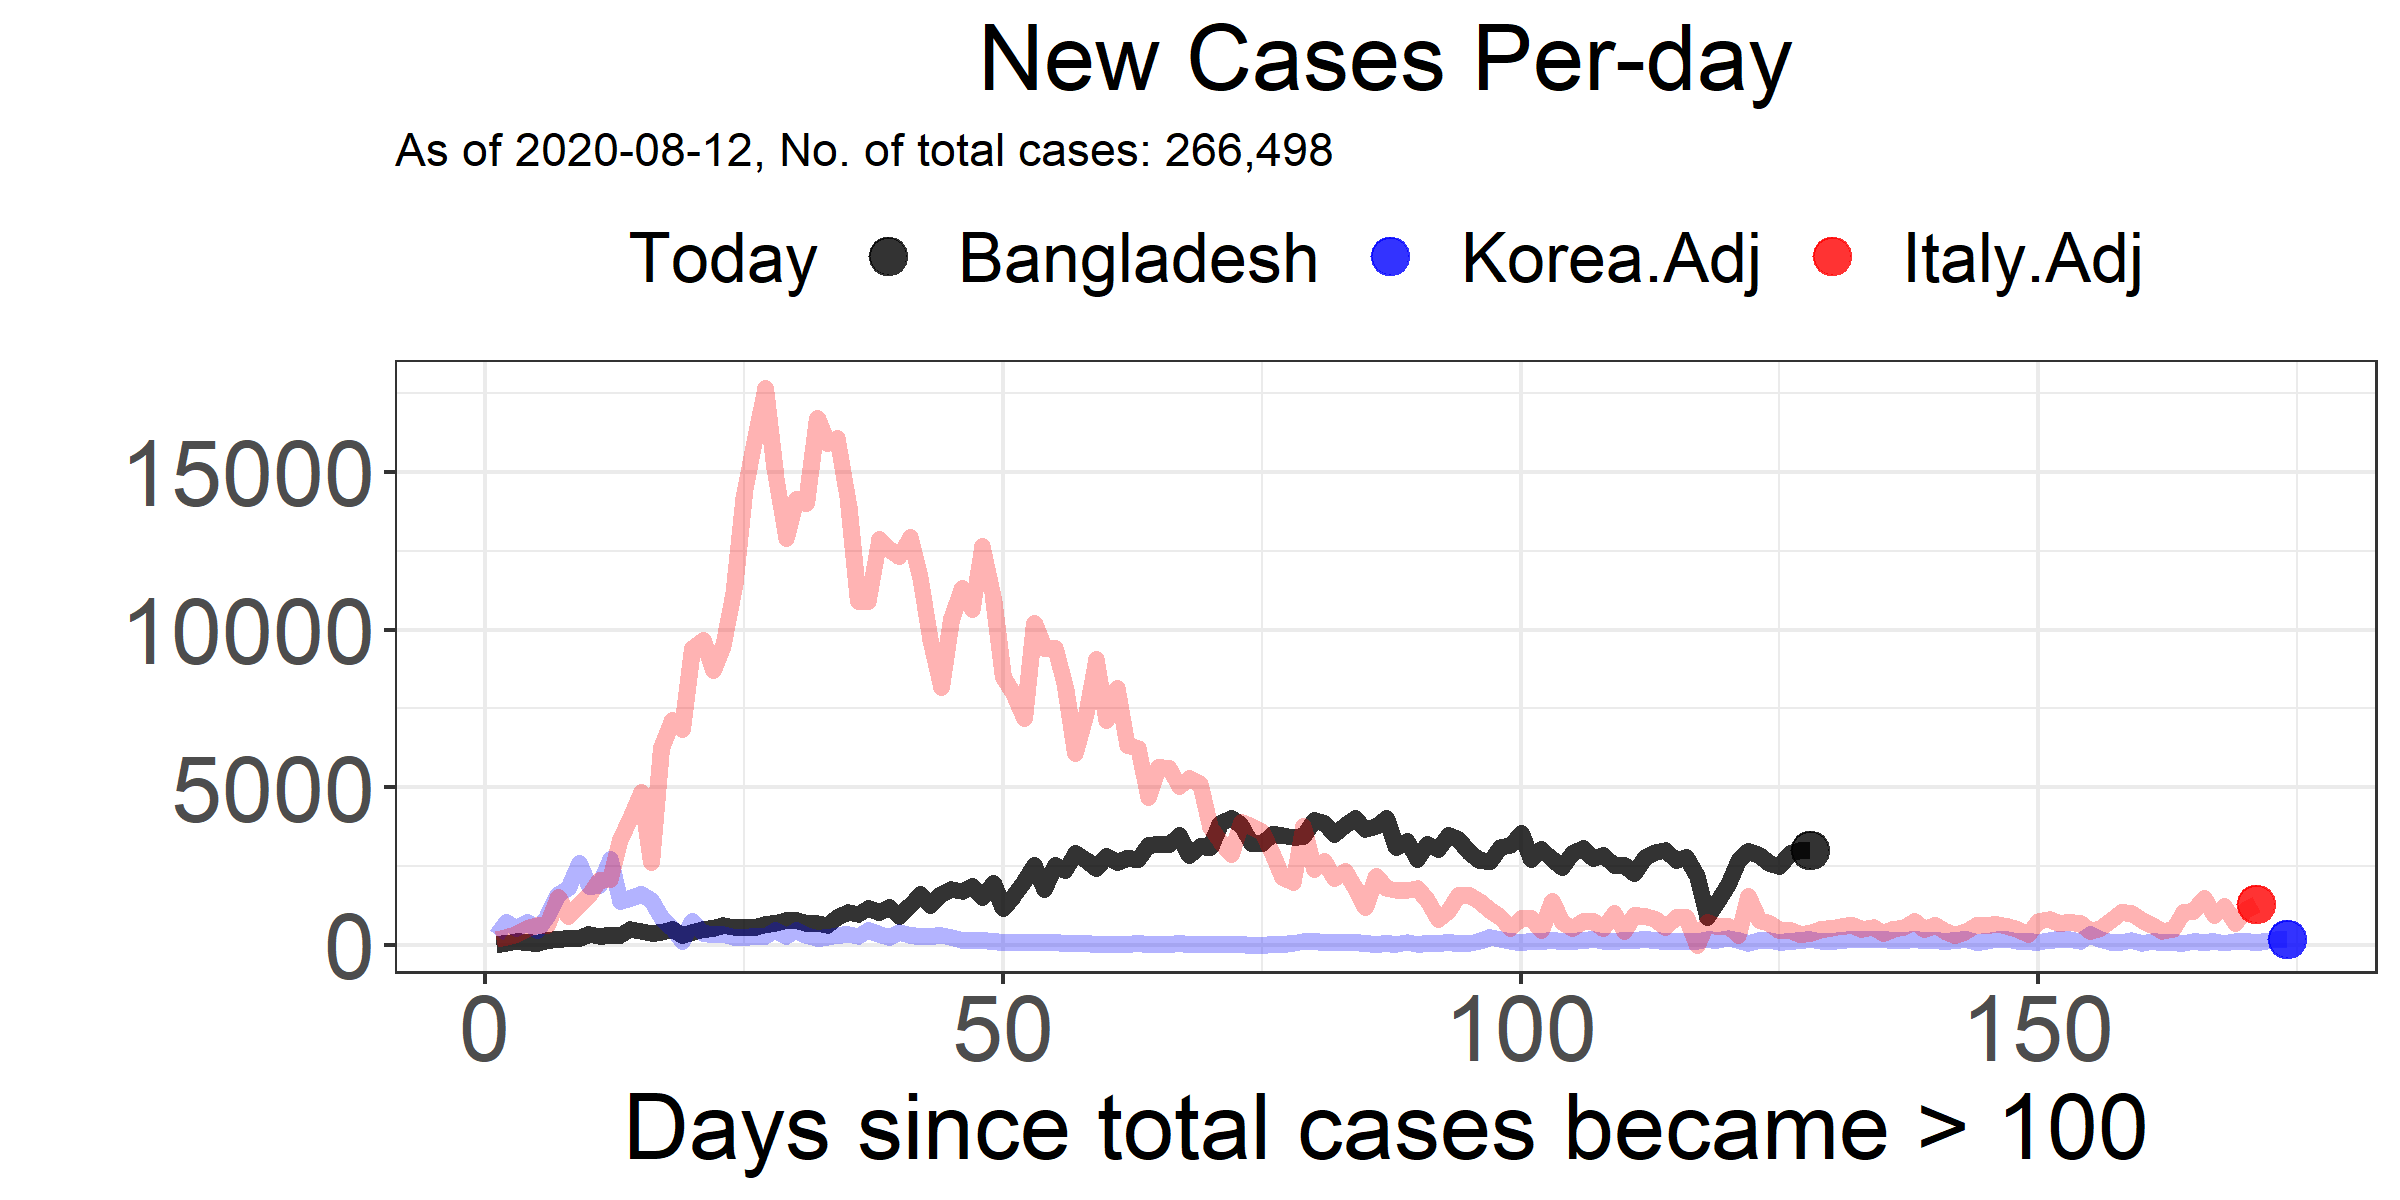 New Cases Per-day
As of 2020-08-12, No. of total cases: 266,498
Today Bangladesh Korea.Adj Italy.Adj
15000
10000
5000
0
0 50 100 150
Days since total cases became > 100